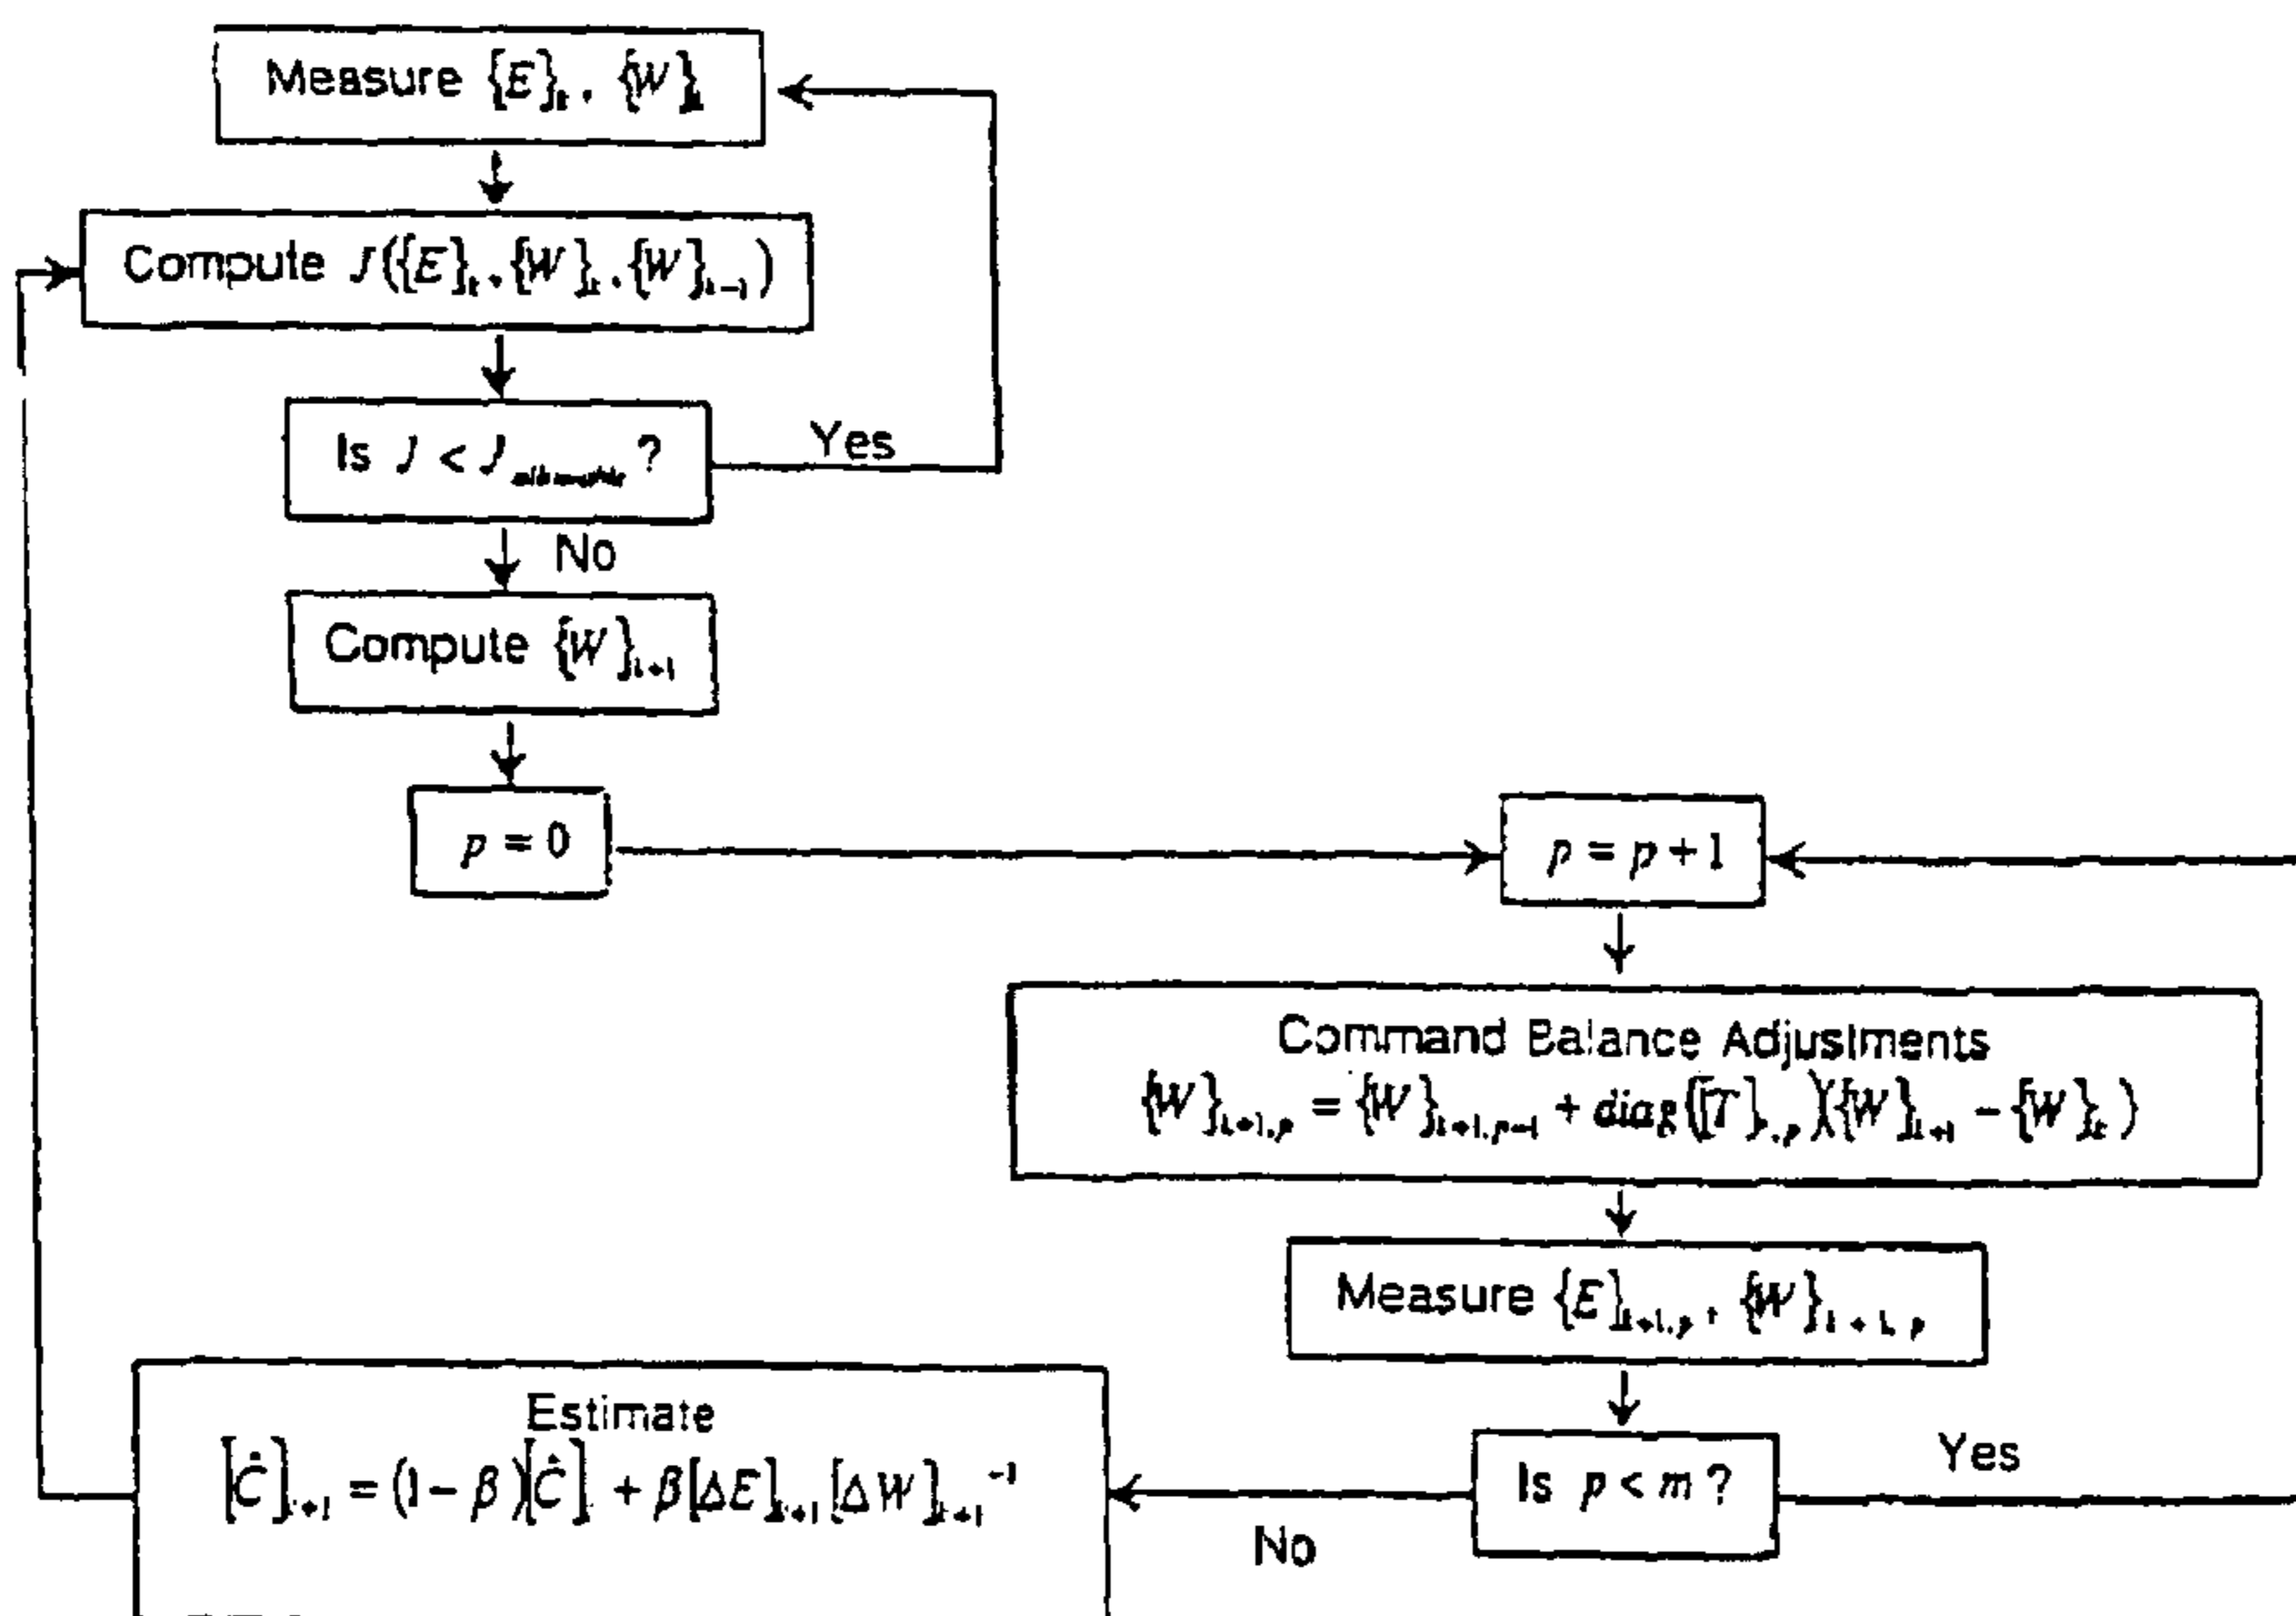 Measure {E}ₖ, {W}ₖ
Compute J({E}ₖ,{W}ₖ,{W}ₖ₋₁)
Is J < J allowable ?
Yes
No
Compute {W}ₖ₊₁
p = 0
p = p + 1
Command Balance Adjustments
{W}ₖ₊₁,ₚ = {W}ₖ₊₁,ₚ₋₁ + diag({T}.,ₚ)({W}ₖ₊₁ - {W}ₖ)
Measure {E}ₖ₊₁,ₚ, {W}ₖ₊₁,ₚ
Is p < m ?
Yes
No
Estimate
[Ĉ]ₖ₊₁ = (1 - β)[Ĉ] + β[ΔE]ₖ₊₁[ΔW]ₖ₊₁⁻¹